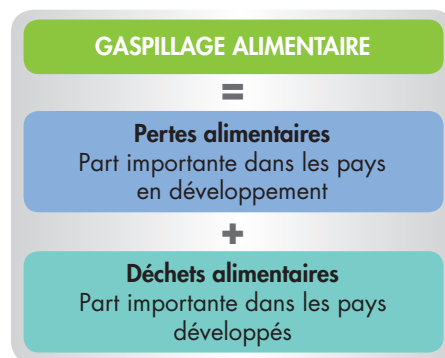 GASPILLAGE ALIMENTAIRE
=
Pertes alimentaires
Part importante dans les pays
en développement
+
Déchets alimentaires
Part importante dans les pays
développés